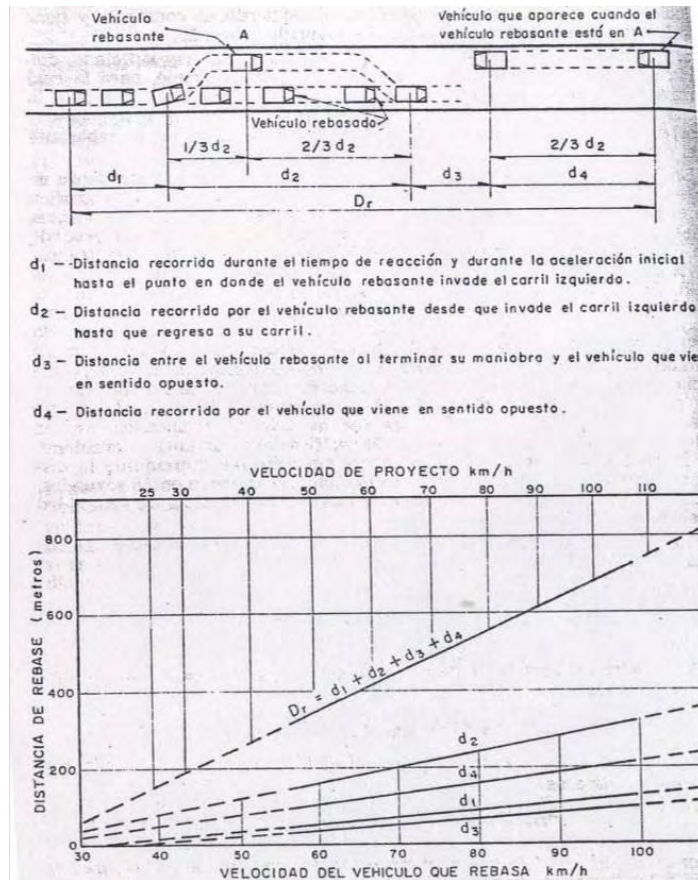 Vehículo
rebasante
A
Vehículo que aparece cuando el
vehículo rebasante está en A
Vehículo rebasado
1/3 d2
2/3 d2
2/3 d2
d1
d2
d3
d4
Dr
d1 — Distancia recorrida durante el tiempo de reacción y durante la aceleración inicial
hasta el punto en donde el vehículo rebasante invade el carril izquierdo.
d2 — Distancia recorrida por el vehículo rebasante desde que invade el carril izquierdo
hasta que regresa a su carril.
d3 — Distancia entre el vehículo rebasante al terminar su maniobra y el vehículo que vie
en sentido opuesto.
d4 — Distancia recorrida por el vehículo que viene en sentido opuesto.
VELOCIDAD DE PROYECTO km/h
25 30 40 50 60 70 80 90 100 110
DISTANCIA DE REBASE (metros)
800
600
400
200
0
Dr = d1 + d2 + d3 + d4
d2
d4
d1
d3
30 40 50 60 70 80 90 100
VELOCIDAD DEL VEHICULO QUE REBASA km/h